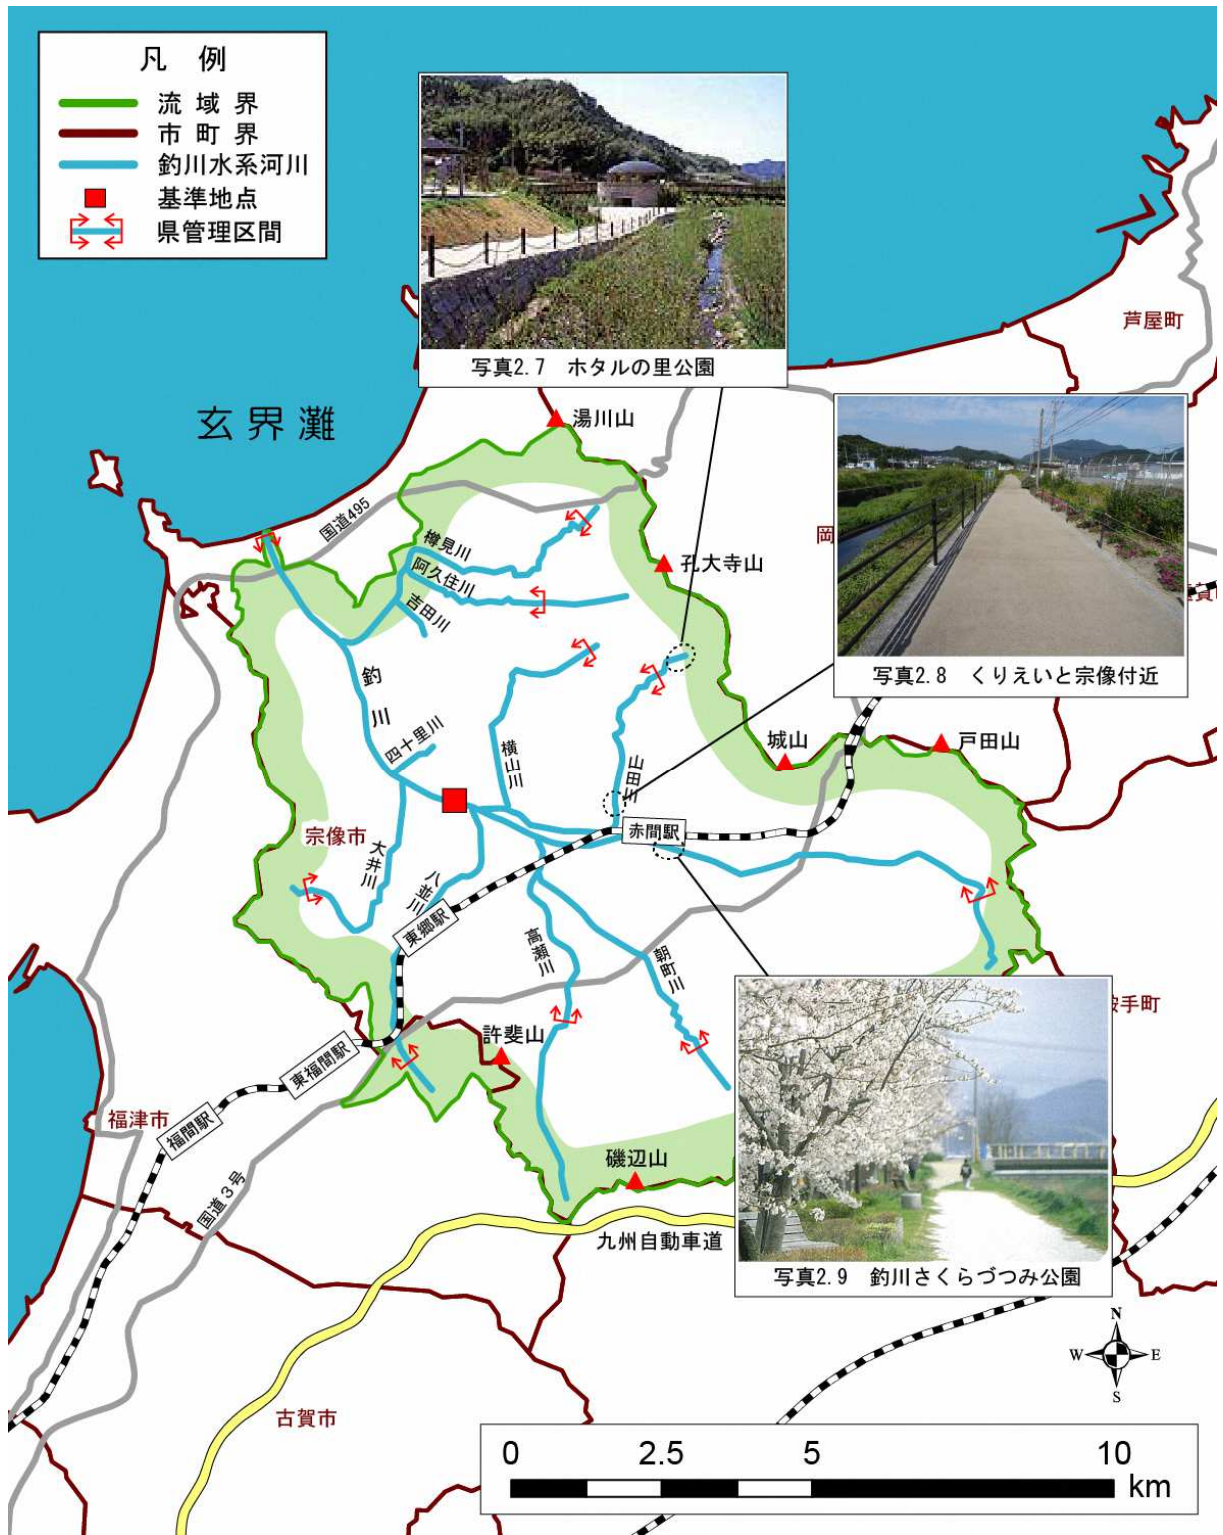 凡 例
流 域 界
市 町 界
釣川水系河川
基準地点
県管理区間
写真2.7 ホタルの里公園
芦屋町
玄界灘
湯川山
国道495
樽見川
阿久住川
吉田川
孔大寺山
岡
写真2.8 くりえいと宗像付近
釣川
四十里川
横山川
山田川
城山
戸田山
宗像市
赤間駅
大井川
八並川
東郷駅
高瀬川
朝町川
鞍手町
許斐山
東福間駅
福間駅
福津市
国道3号
磯辺山
九州自動車道
写真2.9 釣川さくらづつみ公園
古賀市
N
W
E
S
0 2.5 5 10
km